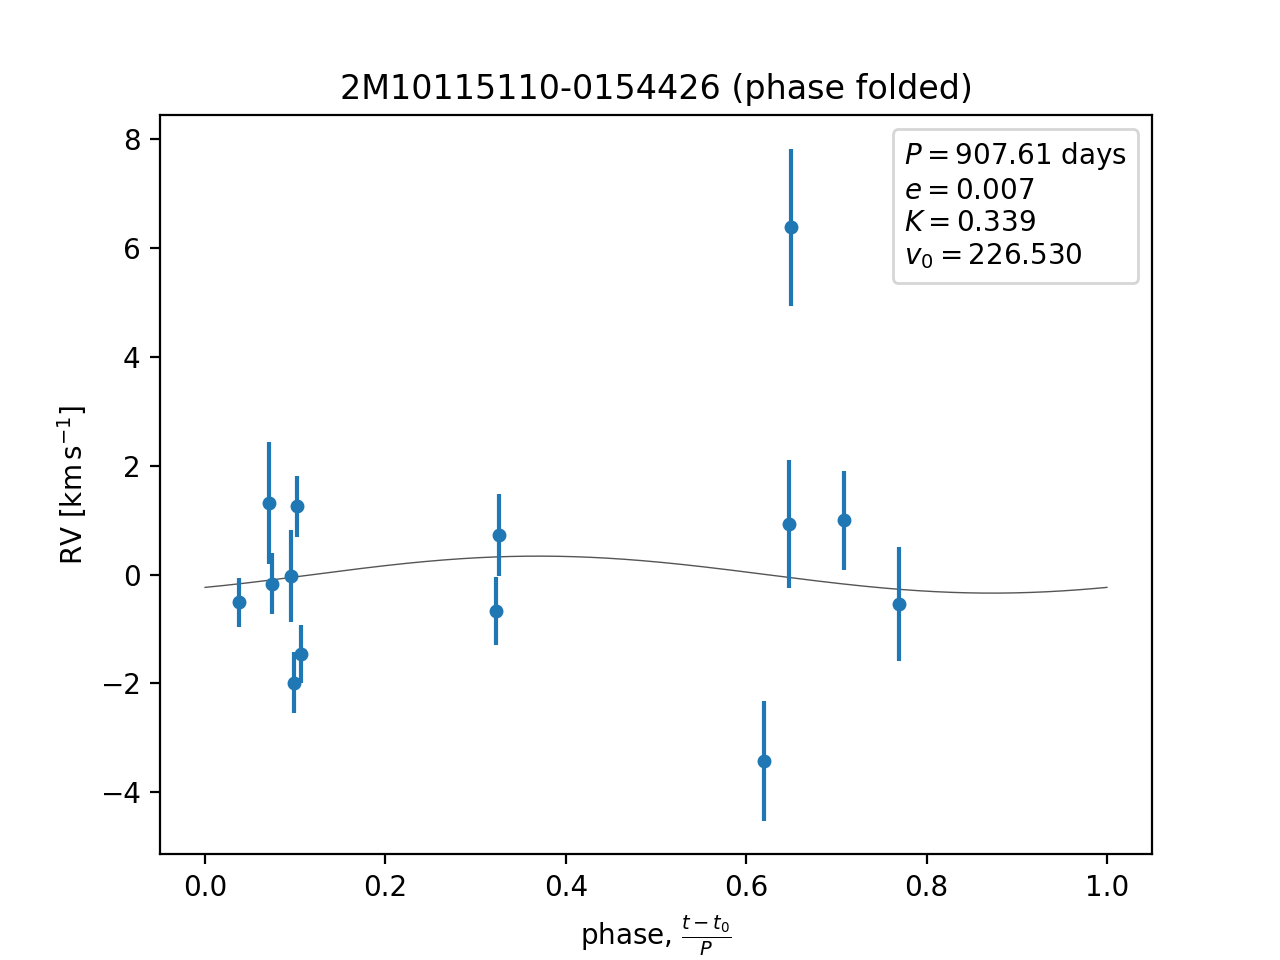 2M10115110-0154426 (phase folded)
P = 907.61 days
e = 0.007
K = 0.339
v₀ = 226.530
8
6
4
2
0
−2
−4
RV [km s⁻¹]
0.0 0.2 0.4 0.6 0.8 1.0
phase, (t − t₀)/P